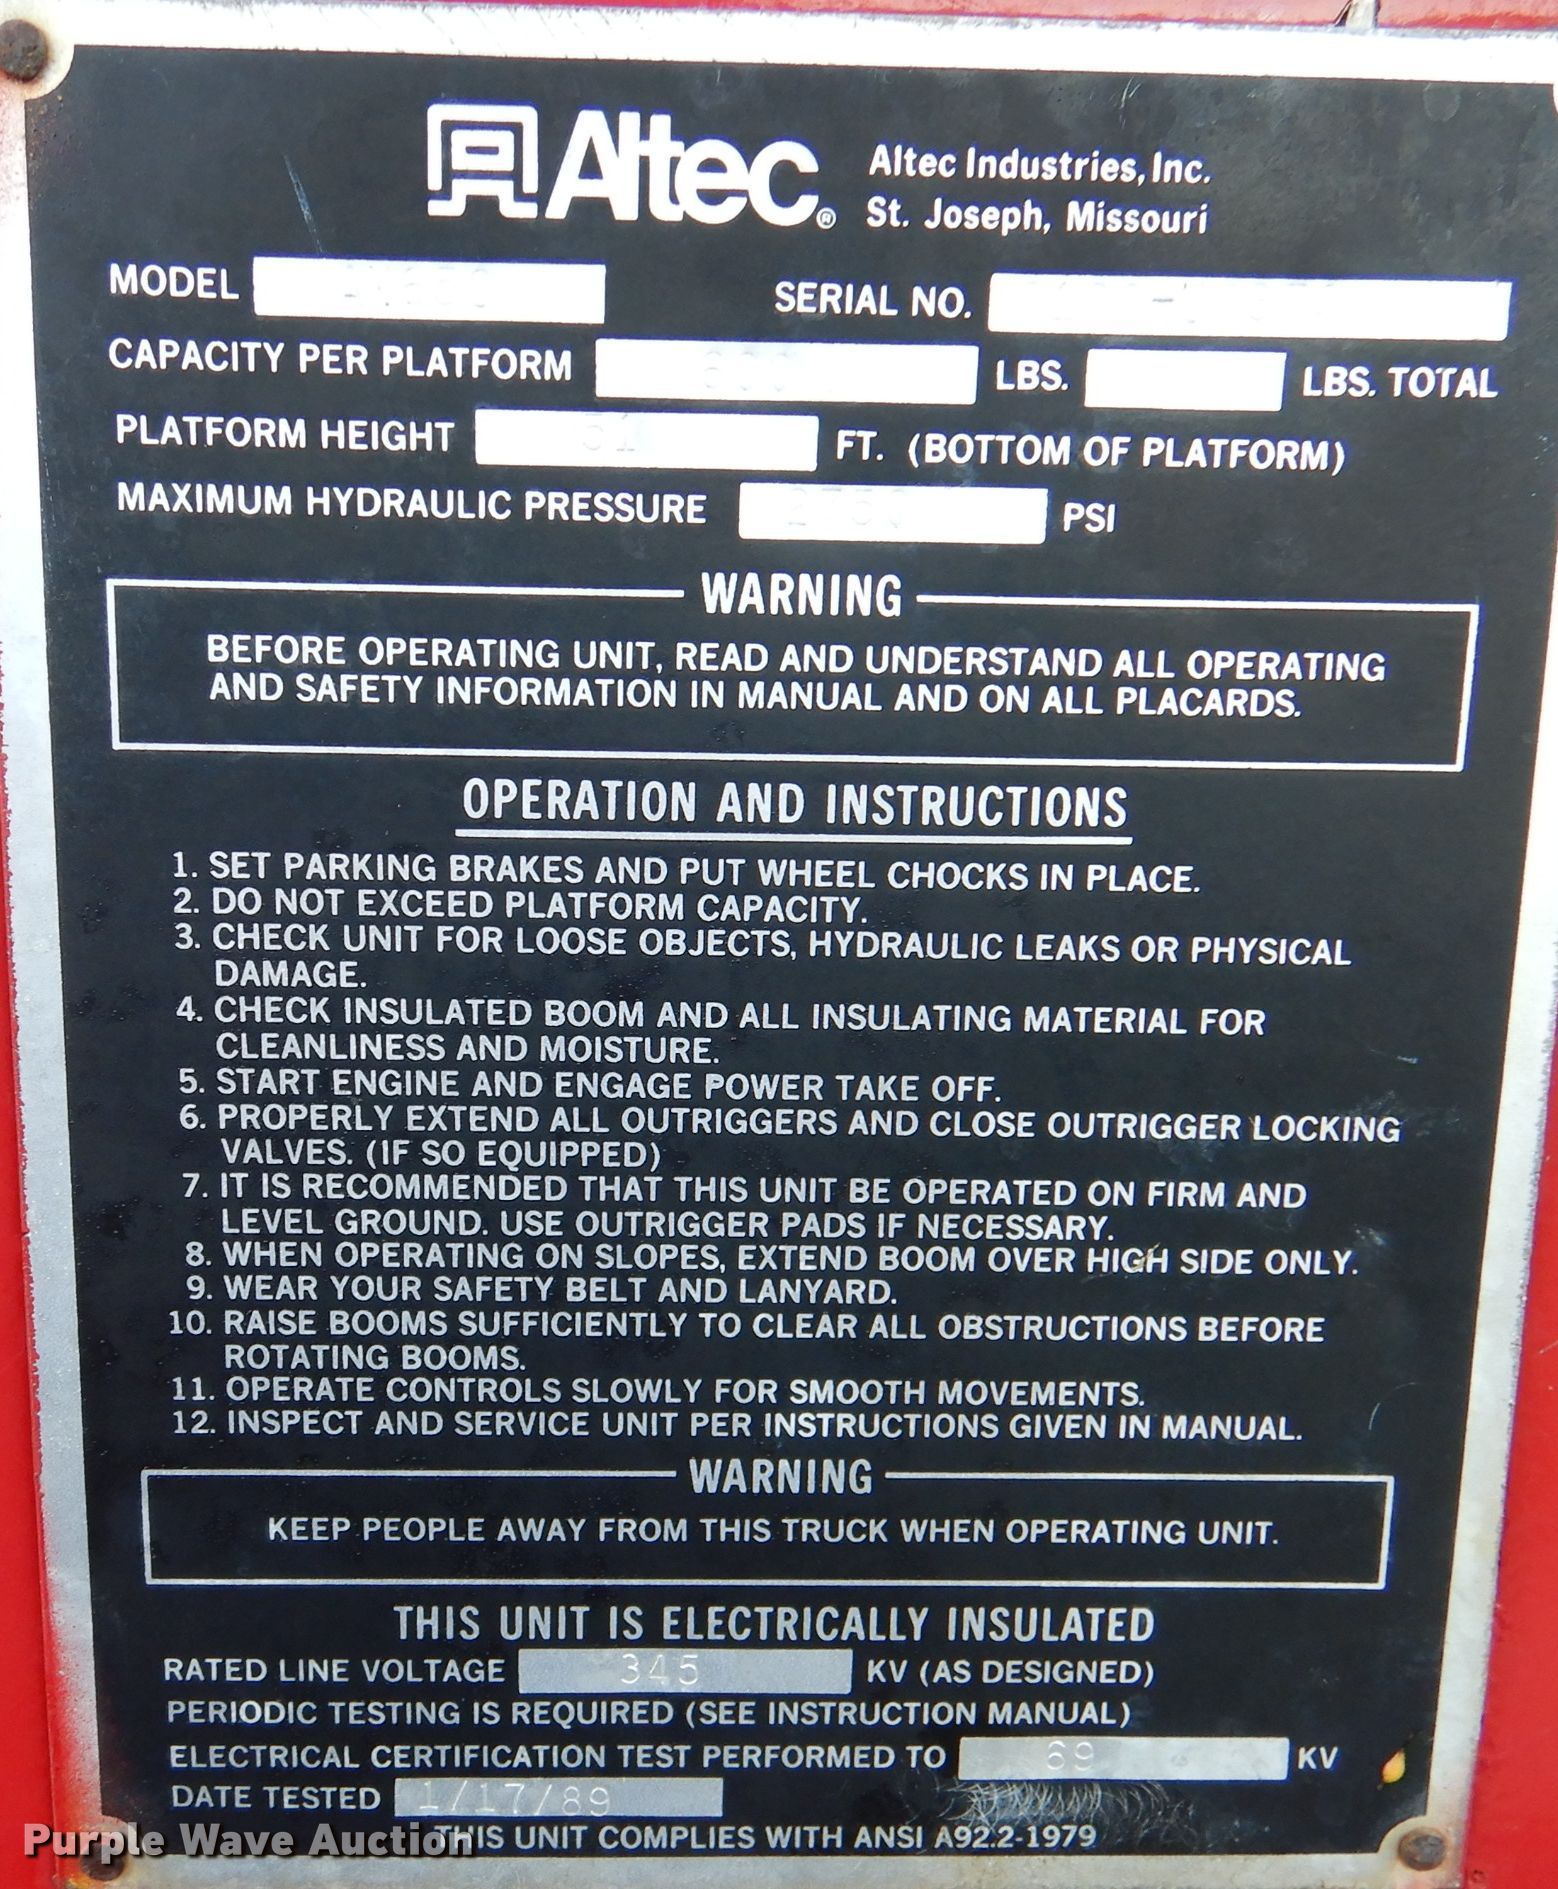 Altec® Altec Industries, Inc.
St. Joseph, Missouri
MODEL SERIAL NO.
CAPACITY PER PLATFORM LBS. LBS. TOTAL
PLATFORM HEIGHT FT. (BOTTOM OF PLATFORM)
MAXIMUM HYDRAULIC PRESSURE PSI
WARNING
BEFORE OPERATING UNIT, READ AND UNDERSTAND ALL OPERATING
AND SAFETY INFORMATION IN MANUAL AND ON ALL PLACARDS.
OPERATION AND INSTRUCTIONS
1. SET PARKING BRAKES AND PUT WHEEL CHOCKS IN PLACE.
2. DO NOT EXCEED PLATFORM CAPACITY.
3. CHECK UNIT FOR LOOSE OBJECTS, HYDRAULIC LEAKS OR PHYSICAL
DAMAGE.
4. CHECK INSULATED BOOM AND ALL INSULATING MATERIAL FOR
CLEANLINESS AND MOISTURE.
5. START ENGINE AND ENGAGE POWER TAKE OFF.
6. PROPERLY EXTEND ALL OUTRIGGERS AND CLOSE OUTRIGGER LOCKING
VALVES. (IF SO EQUIPPED)
7. IT IS RECOMMENDED THAT THIS UNIT BE OPERATED ON FIRM AND
LEVEL GROUND. USE OUTRIGGER PADS IF NECESSARY.
8. WHEN OPERATING ON SLOPES, EXTEND BOOM OVER HIGH SIDE ONLY.
9. WEAR YOUR SAFETY BELT AND LANYARD.
10. RAISE BOOMS SUFFICIENTLY TO CLEAR ALL OBSTRUCTIONS BEFORE
ROTATING BOOMS.
11. OPERATE CONTROLS SLOWLY FOR SMOOTH MOVEMENTS.
12. INSPECT AND SERVICE UNIT PER INSTRUCTIONS GIVEN IN MANUAL.
WARNING
KEEP PEOPLE AWAY FROM THIS TRUCK WHEN OPERATING UNIT.
THIS UNIT IS ELECTRICALLY INSULATED
RATED LINE VOLTAGE 345 KV (AS DESIGNED)
PERIODIC TESTING IS REQUIRED (SEE INSTRUCTION MANUAL)
ELECTRICAL CERTIFICATION TEST PERFORMED TO 69 KV
DATE TESTED 1/17/89
THIS UNIT COMPLIES WITH ANSI A92.2-1979
Purple Wave Auction